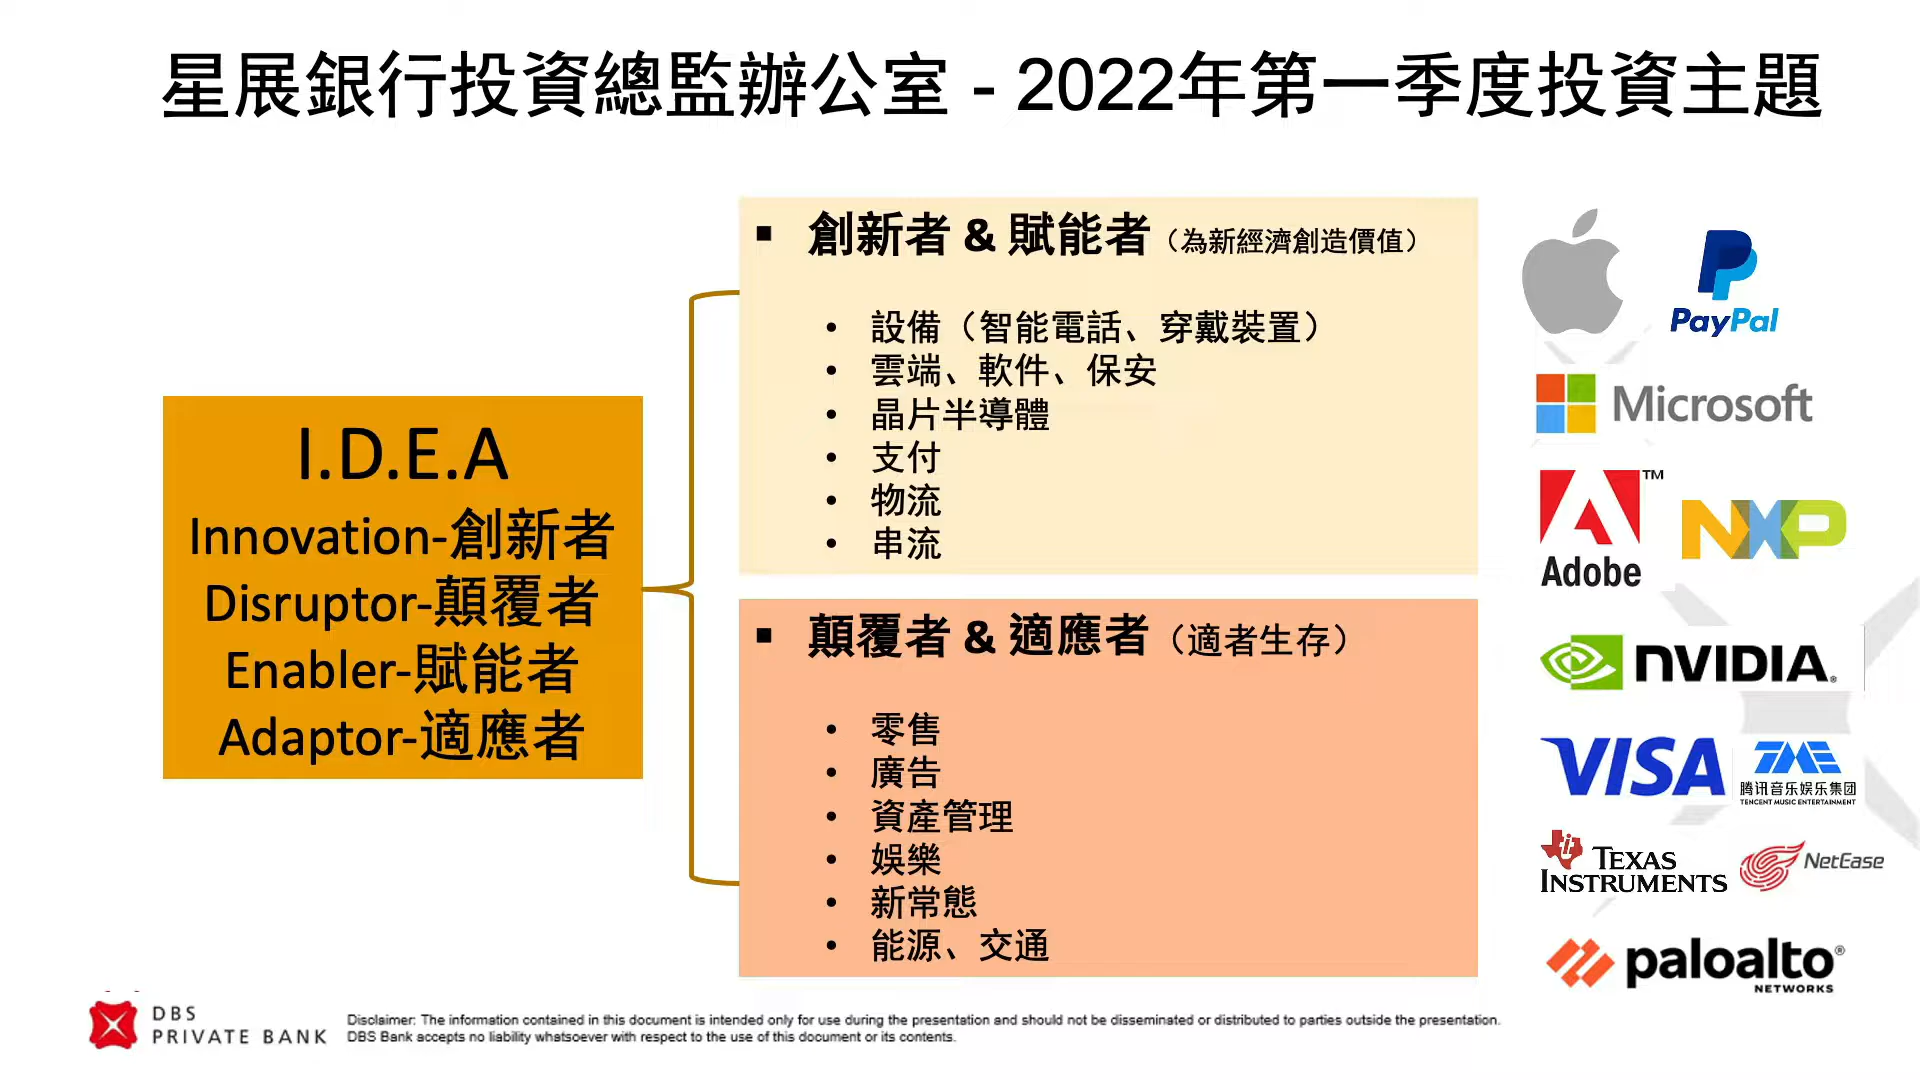 星展銀行投資總監辦公室 - 2022年第一季度投資主題
I.D.E.A
Innovation-創新者
Disruptor-顛覆者
Enabler-賦能者
Adaptor-適應者
▪ 創新者 & 賦能者（為新經濟創造價值）
• 設備（智能電話、穿戴裝置）
• 雲端、軟件、保安
• 晶片半導體
• 支付
• 物流
• 串流
▪ 顛覆者 & 適應者（適者生存）
• 零售
• 廣告
• 資產管理
• 娛樂
• 新常態
• 能源、交通
PayPal
Microsoft
TM
Adobe
NXP
NVIDIA®
VISA
TME
腾讯音乐娱乐集团
TENCENT MUSIC ENTERTAINMENT
TEXAS
INSTRUMENTS
NetEase
paloalto®
NETWORKS
DBS
PRIVATE BANK
Disclaimer: The information contained in this document is intended only for use during the presentation and should not be disseminated or distributed to parties outside the presentation.
DBS Bank accepts no liability whatsoever with respect to the use of this document or its contents.